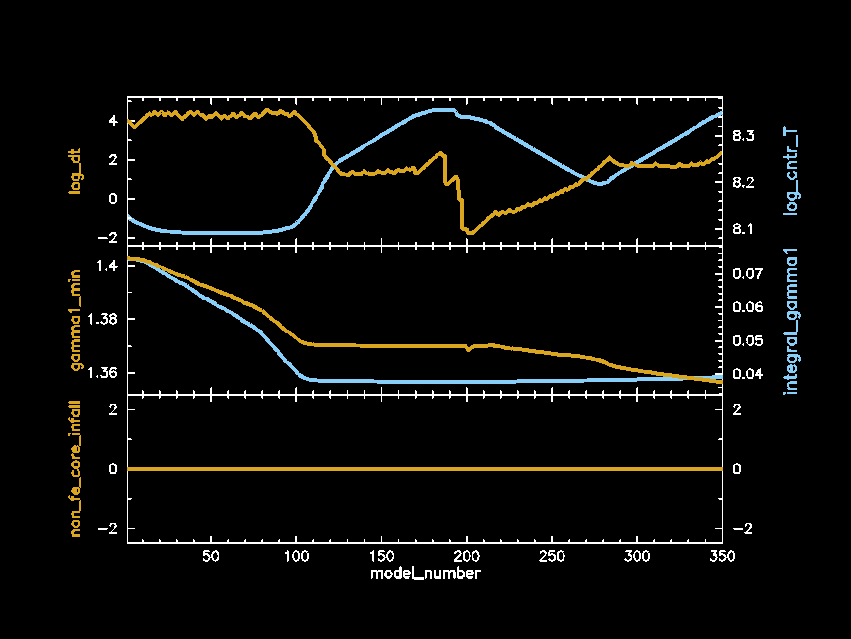 log_dt
4
2
0
−2
8.3
8.2
8.1
log_cntr_T
gamma1_min
1.4
1.38
1.36
0.07
0.06
0.05
0.04
integral_gamma1
non_fe_core_infall
2
0
−2
2
0
−2
50 100 150 200 250 300 350
model_number